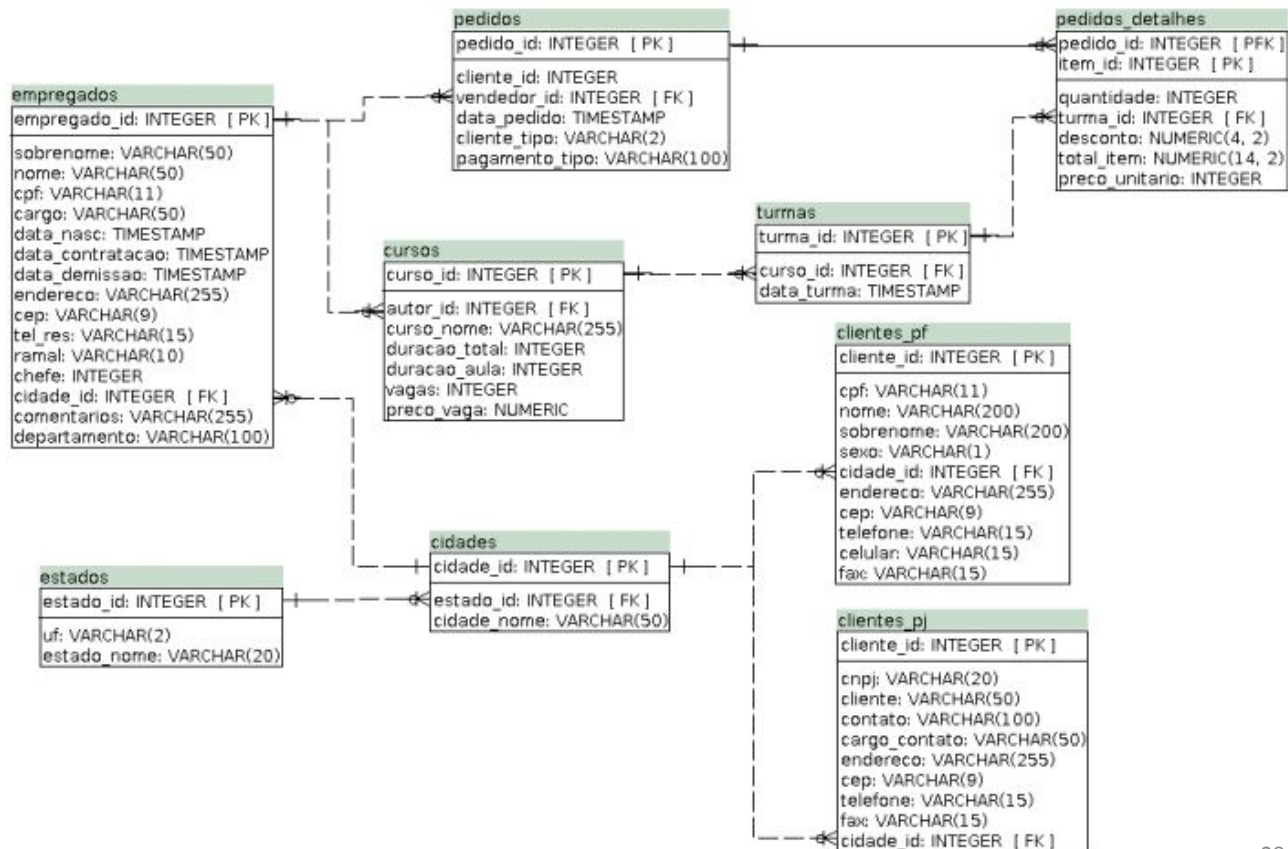 pedidos
pedido_id: INTEGER [ PK ]
cliente_id: INTEGER
vendedor_id: INTEGER [ FK ]
data_pedido: TIMESTAMP
cliente_tipo: VARCHAR(2)
pagamento_tipo: VARCHAR(100)
pedidos_detalhes
pedido_id: INTEGER [ PFK ]
item_id: INTEGER [ PK ]
quantidade: INTEGER
turma_id: INTEGER [ FK ]
desconto: NUMERIC(4, 2)
total_item: NUMERIC(14, 2)
preco_unitario: INTEGER
empregados
empregado_id: INTEGER [ PK ]
sobrenome: VARCHAR(50)
nome: VARCHAR(50)
cpf: VARCHAR(11)
cargo: VARCHAR(50)
data_nasc: TIMESTAMP
data_contratacao: TIMESTAMP
data_demissao: TIMESTAMP
endereco: VARCHAR(255)
cep: VARCHAR(9)
tel_res: VARCHAR(15)
ramal: VARCHAR(10)
chefe: INTEGER
cidade_id: INTEGER [ FK ]
comentarios: VARCHAR(255)
departamento: VARCHAR(100)
cursos
curso_id: INTEGER [ PK ]
autor_id: INTEGER [ FK ]
curso_nome: VARCHAR(255)
duracao_total: INTEGER
duracao_aula: INTEGER
vagas: INTEGER
preco_vaga: NUMERIC
turmas
turma_id: INTEGER [ PK ]
curso_id: INTEGER [ FK ]
data_turma: TIMESTAMP
clientes_pf
cliente_id: INTEGER [ PK ]
cpf: VARCHAR(11)
nome: VARCHAR(200)
sobrenome: VARCHAR(200)
sexo: VARCHAR(1)
cidade_id: INTEGER [ FK ]
endereco: VARCHAR(255)
cep: VARCHAR(9)
telefone: VARCHAR(15)
celular: VARCHAR(15)
fax: VARCHAR(15)
cidades
cidade_id: INTEGER [ PK ]
estado_id: INTEGER [ FK ]
cidade_nome: VARCHAR(50)
estados
estado_id: INTEGER [ PK ]
uf: VARCHAR(2)
estado_nome: VARCHAR(20)
clientes_pj
cliente_id: INTEGER [ PK ]
cnpj: VARCHAR(20)
cliente: VARCHAR(50)
contato: VARCHAR(100)
cargo_contato: VARCHAR(50)
endereco: VARCHAR(255)
cep: VARCHAR(9)
telefone: VARCHAR(15)
fax: VARCHAR(15)
cidade_id: INTEGER [ FK ]